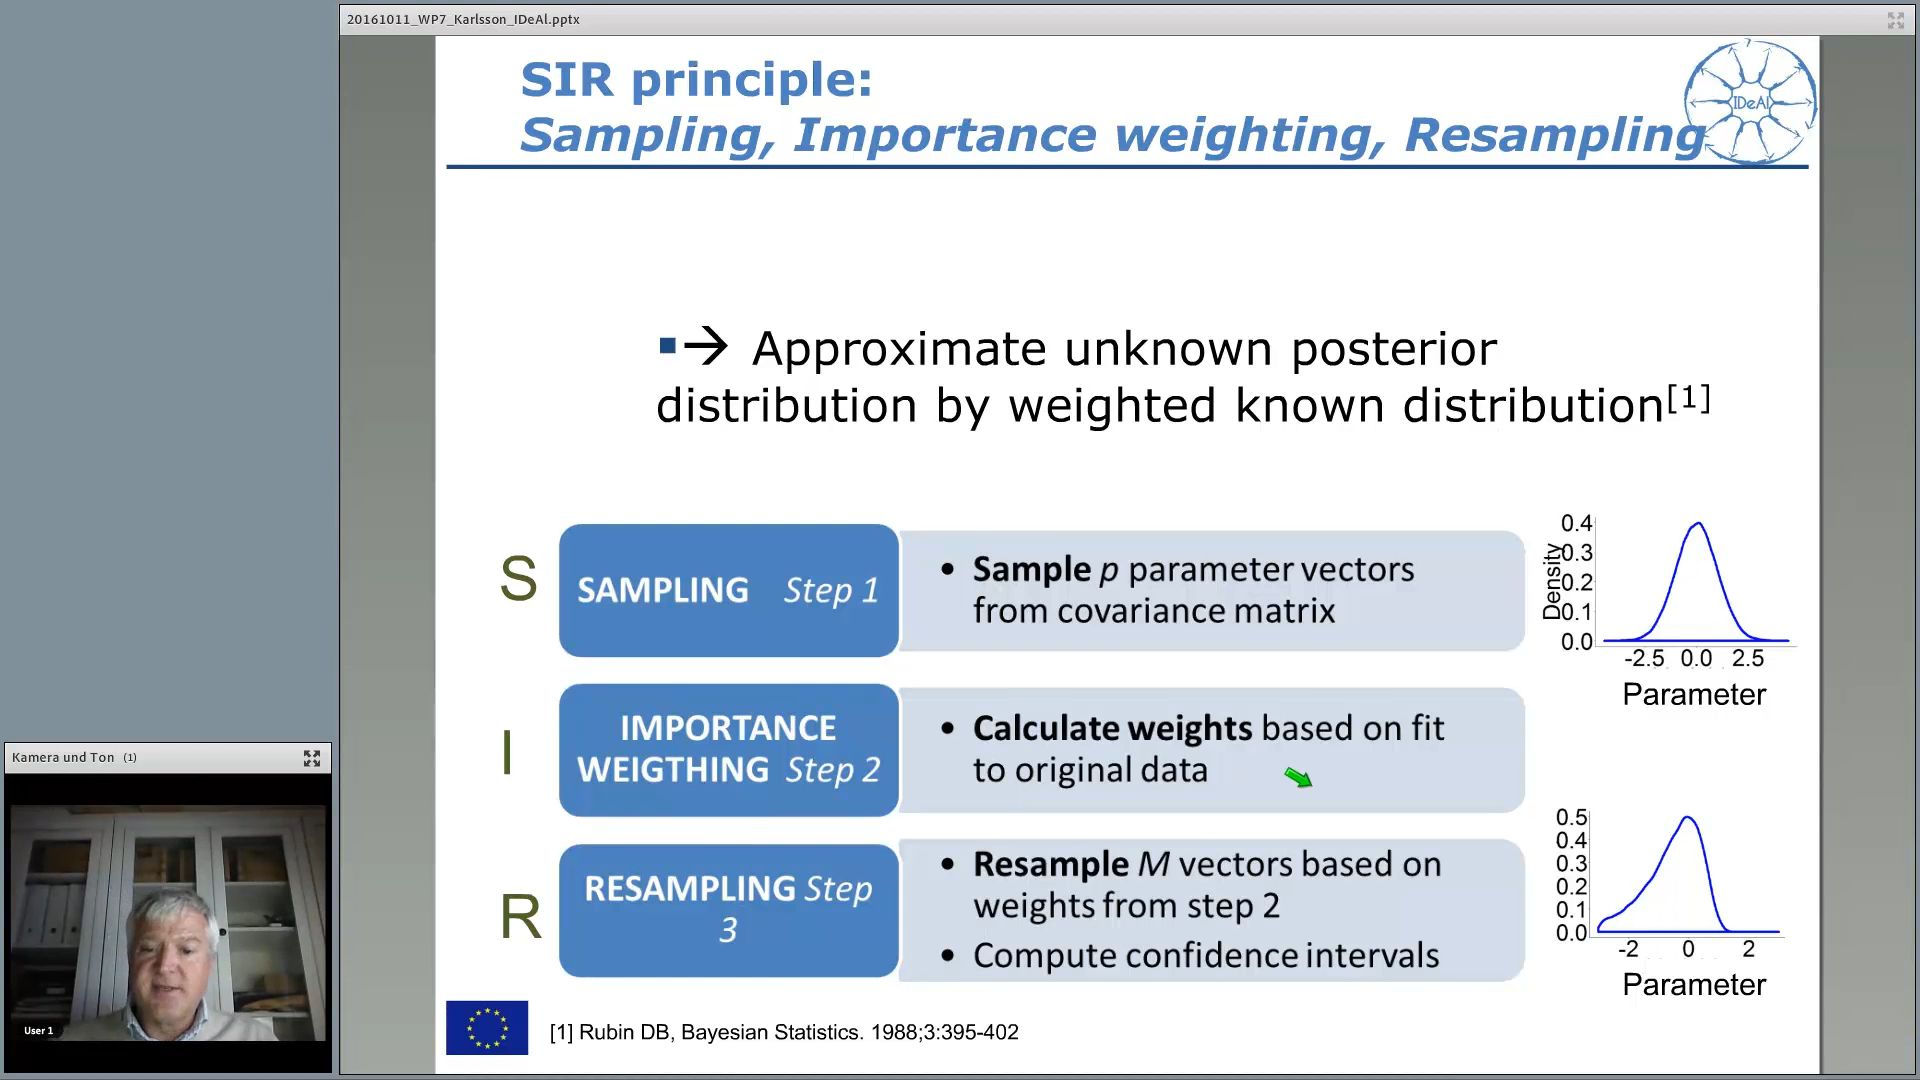 20161011_WP7_Karlsson_IDeAl.pptx
SIR principle:
Sampling, Importance weighting, Resampling
IDeAl
→ Approximate unknown posterior
distribution by weighted known distribution[1]
S
SAMPLING Step 1
• Sample p parameter vectors
from covariance matrix
Density
0.4
0.3
0.2
0.1
0.0
-2.5 0.0 2.5
Parameter
I
IMPORTANCE
WEIGTHING Step 2
• Calculate weights based on fit
to original data
R
RESAMPLING Step
3
• Resample M vectors based on
weights from step 2
• Compute confidence intervals
0.5
0.4
0.3
0.2
0.1
0.0
-2 0 2
Parameter
[1] Rubin DB, Bayesian Statistics. 1988;3:395-402
Kamera und Ton (1)
User 1